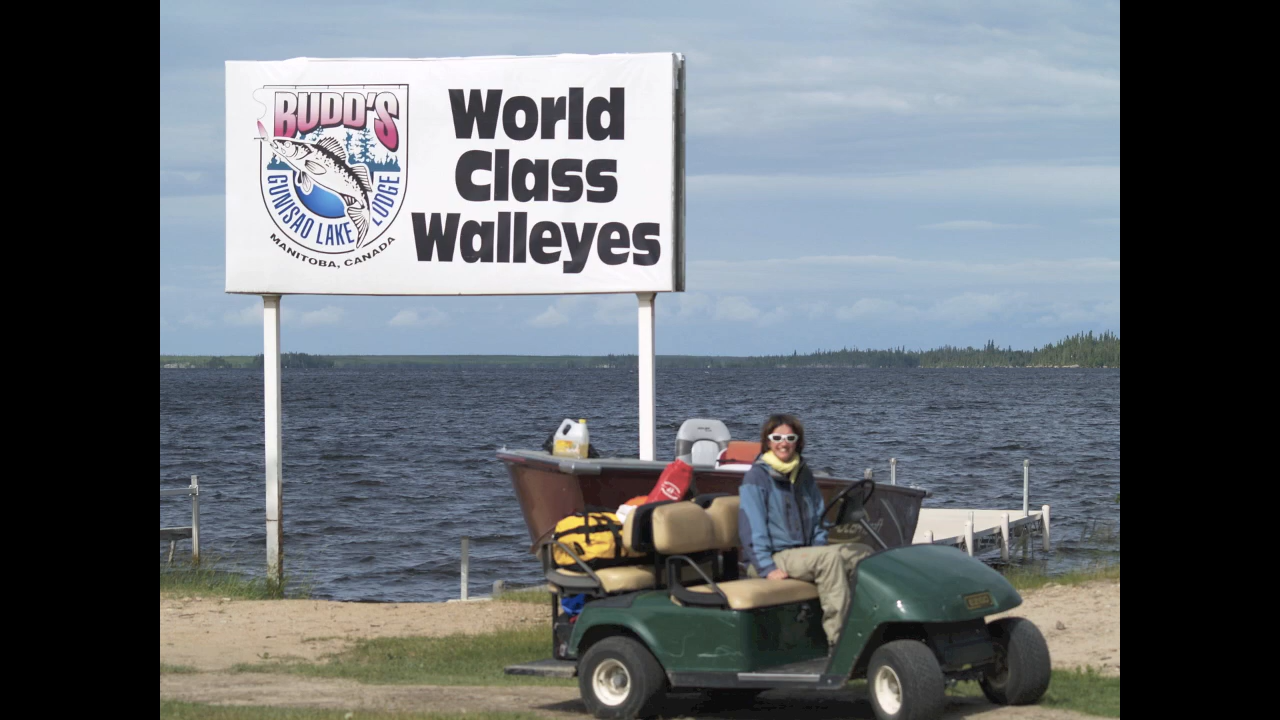 BUDD'S
GUNISAO LAKE LODGE
MANITOBA, CANADA
World
Class
Walleyes